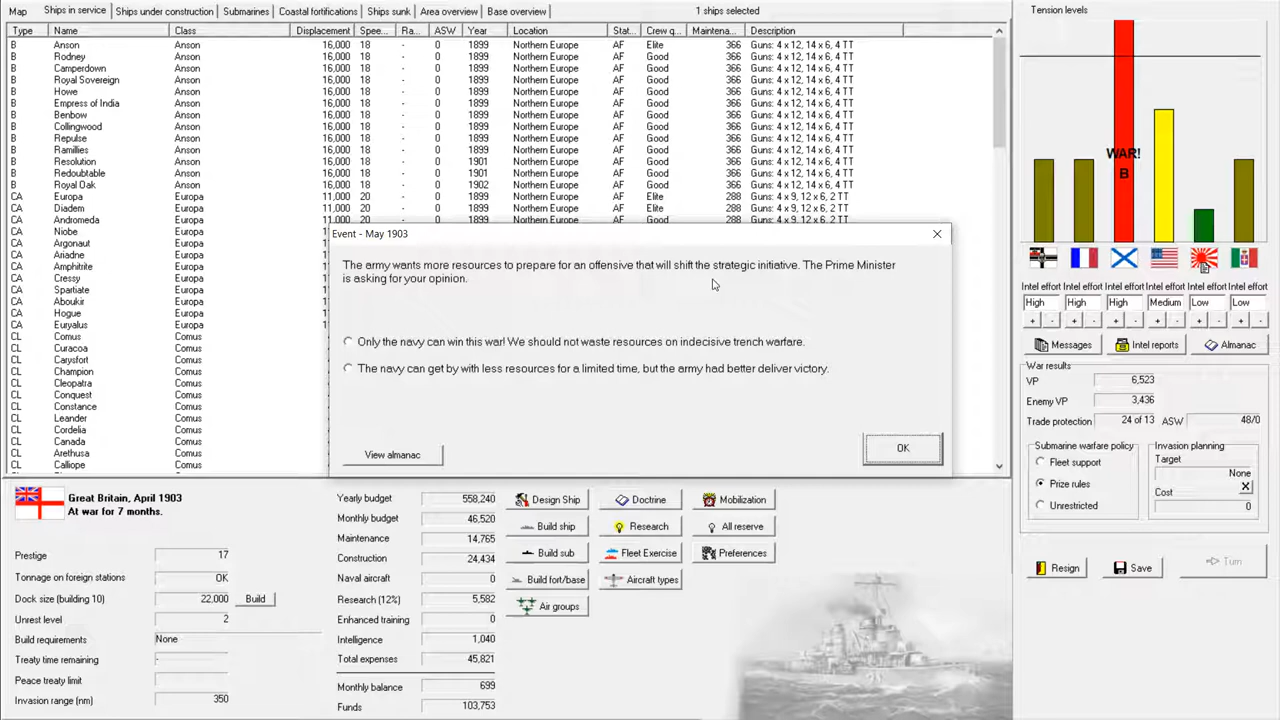 Map Ships in service Ships under construction Submarines Coastal fortifications Ships sunk Area overview Base overview 1 ships selected
Type Name Class Displacement Spee... Ra... ASW Year Location Stat... Crew q... Maintena... Description
B Anson Anson 16,000 18 - 0 1899 Northern Europe AF Elite 366 Guns: 4 x 12, 14 x 6, 4 TT
B Rodney Anson 16,000 18 - 0 1899 Northern Europe AF Good 366 Guns: 4 x 12, 14 x 6, 4 TT
B Camperdown Anson 16,000 18 - 0 1899 Northern Europe AF Good 366 Guns: 4 x 12, 14 x 6, 4 TT
B Royal Sovereign Anson 16,000 18 - 0 1899 Northern Europe AF Good 366 Guns: 4 x 12, 14 x 6, 4 TT
B Howe Anson 16,000 18 - 0 1899 Northern Europe AF Good 366 Guns: 4 x 12, 14 x 6, 4 TT
B Empress of India Anson 16,000 18 - 0 1899 Northern Europe AF Good 366 Guns: 4 x 12, 14 x 6, 4 TT
B Benbow Anson 16,000 18 - 0 1899 Northern Europe AF Good 366 Guns: 4 x 12, 14 x 6, 4 TT
B Collingwood Anson 16,000 18 - 0 1899 Northern Europe AF Good 366 Guns: 4 x 12, 14 x 6, 4 TT
B Repulse Anson 16,000 18 - 0 1899 Northern Europe AF Good 366 Guns: 4 x 12, 14 x 6, 4 TT
B Ramillies Anson 16,000 18 - 0 1899 Northern Europe AF Good 366 Guns: 4 x 12, 14 x 6, 4 TT
B Resolution Anson 16,000 18 - 0 1901 Northern Europe AF Good 366 Guns: 4 x 12, 14 x 6, 4 TT
B Redoubtable Anson 16,000 18 - 0 1901 Northern Europe AF Good 366 Guns: 4 x 12, 14 x 6, 4 TT
B Royal Oak Anson 16,000 18 - 0 1902 Northern Europe AF Good 366 Guns: 4 x 12, 14 x 6, 4 TT
CA Europa Europa 11,000 20 - 0 1899 Northern Europe AF Elite 288 Guns: 4 x 9, 12 x 6, 2 TT
CA Diadem Europa 11,000 20 - 0 1899 Northern Europe AF Elite 288 Guns: 4 x 9, 12 x 6, 2 TT
CA Andromeda Europa 11,000 20 - 0 1899 Northern Europe AF Good 288 Guns: 4 x 9, 12 x 6, 2 TT
CA Niobe Europa
CA Argonaut Europa
CA Ariadne Europa
CA Amphitrite Europa
CA Cressy Europa
CA Spartiate Europa
CA Aboukir Europa
CA Hogue Europa
CA Euryalus Europa
CL Comus Comus
CL Curacoa Comus
CL Carysfort Comus
CL Champion Comus
CL Cleopatra Comus
CL Conquest Comus
CL Constance Comus
CL Leander Comus
CL Cordelia Comus
CL Canada Comus
CL Arethusa Comus
CL Calliope Comus
Event - May 1903
The army wants more resources to prepare for an offensive that will shift the strategic initiative. The Prime Minister
is asking for your opinion.
Only the navy can win this war! We should not waste resources on indecisive trench warfare.
The navy can get by with less resources for a limited time, but the army had better deliver victory.
View almanac OK
Tension levels
WAR!
B
Intel effort Intel effort Intel effort Intel effort Intel effort Intel effort
High High High Medium Low Low
+ - + - + - + - + - + -
Messages Intel reports Almanac
War results
VP 6,523
Enemy VP 3,436
Trade protection 24 of 13 ASW 48/0
Submarine warfare policy Invasion planning
Fleet support Target
None
Prize rules Cost X
Unrestricted 0
Resign Save Turn
Great Britain, April 1903
At war for 7 months.
Prestige 17
Tonnage on foreign stations OK
Dock size (building 10) 22,000 Build
Unrest level 2
Build requirements None
Treaty time remaining -
Peace treaty limit
Invasion range (nm) 350
Yearly budget 558,240
Monthly budget 46,520
Maintenance 14,765
Construction 24,434
Naval aircraft 0
Research (12%) 5,582
Enhanced training 0
Intelligence 1,040
Total expenses 45,821
Monthly balance 699
Funds 103,753
Design Ship Doctrine Mobilization
Build ship Research All reserve
Build sub Fleet Exercise Preferences
Build fort/base Aircraft types
Air groups